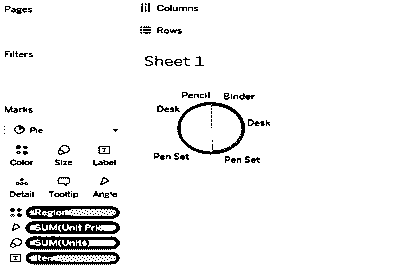 Pages
Columns
Rows
Filters
Sheet 1
Marks
Pie
Color Size Label
Detail Tooltip Angle
Region
SUM(Unit Pric
SUM(Units)
Item
Pencil Binder
Desk
Desk
Pen Set
Pen Set